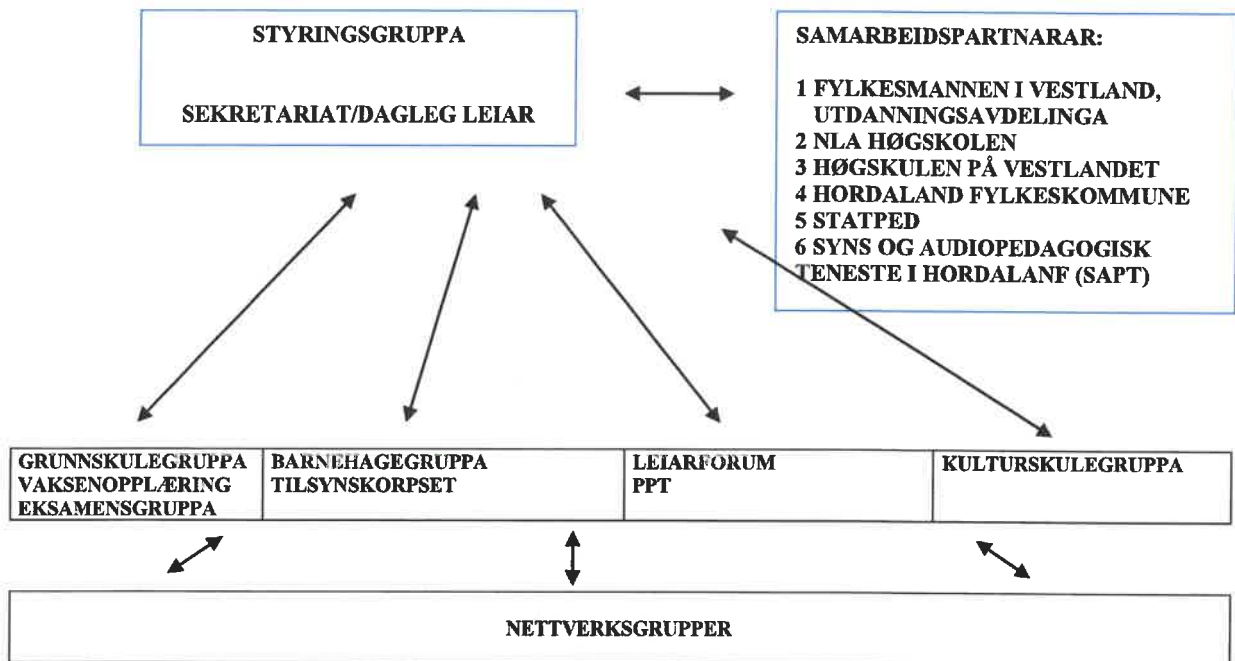 STYRINGSGRUPPA
SEKRETARIAT/DAGLEG LEIAR
SAMARBEIDSPARTNARAR:
1 FYLKESMANNEN I VESTLAND,
UTDANNINGSAVDELINGA
2 NLA HØGSKOLEN
3 HØGSKULEN PÅ VESTLANDET
4 HORDALAND FYLKESKOMMUNE
5 STATPED
6 SYNS OG AUDIOPEDAGOGISK
TENESTE I HORDALANF (SAPT)
GRUNNSKULEGRUPPA
VAKSENOPPLÆRING
EKSAMENSGRUPPA
BARNEHAGEGRUPPA
TILSYNSKORPSET
LEIARFORUM
PPT
KULTURSKULEGRUPPA
NETTVERKSGRUPPER